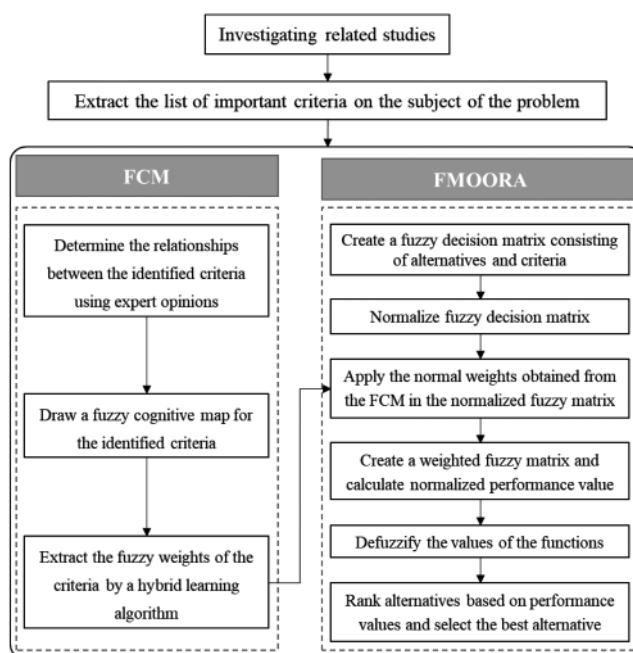 Investigating related studies
Extract the list of important criteria on the subject of the problem
FCM
Determine the relationships
between the identified criteria
using expert opinions
Draw a fuzzy cognitive map for
the identified criteria
Extract the fuzzy weights of the
criteria by a hybrid learning
algorithm
FMOORA
Create a fuzzy decision matrix consisting
of alternatives and criteria
Normalize fuzzy decision matrix
Apply the normal weights obtained from
the FCM in the normalized fuzzy matrix
Create a weighted fuzzy matrix and
calculate normalized performance value
Defuzzify the values of the functions
Rank alternatives based on performance
values and select the best alternative